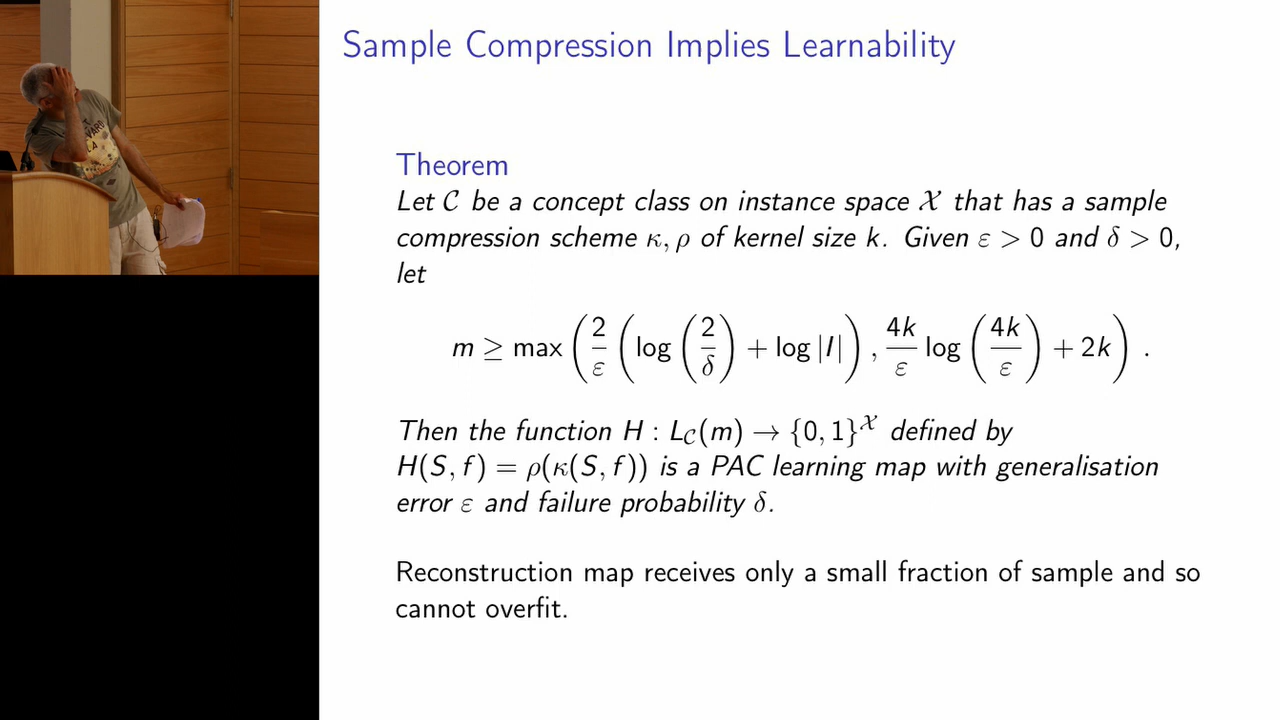 Sample Compression Implies Learnability
Theorem
Let C be a concept class on instance space X that has a sample
compression scheme κ, ρ of kernel size k. Given ε > 0 and δ > 0,
let
m ≥ max ( 2/ε ( log ( 2/δ ) + log |I| ) , 4k/ε log ( 4k/ε ) + 2k ) .
Then the function H : L_C(m) → {0, 1}^X defined by
H(S, f) = ρ(κ(S, f)) is a PAC learning map with generalisation
error ε and failure probability δ.
Reconstruction map receives only a small fraction of sample and so
cannot overfit.